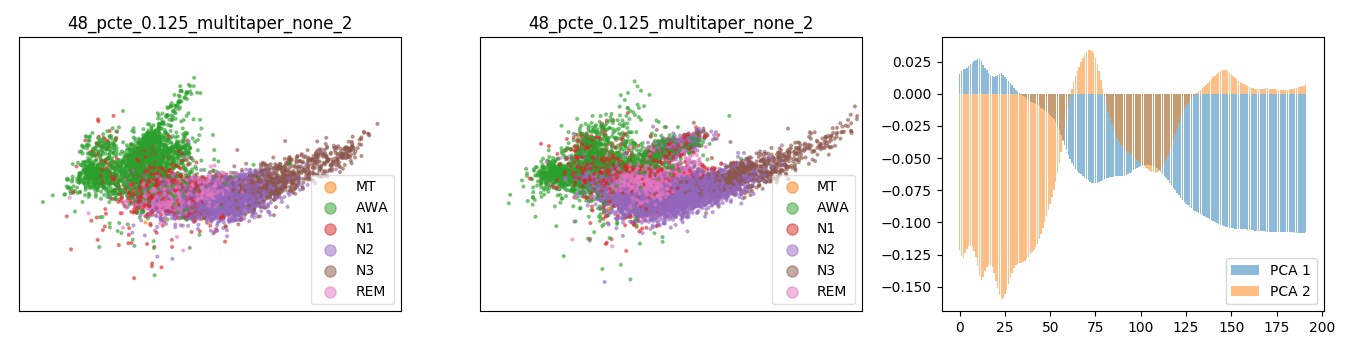 48_pcte_0.125_multitaper_none_2
MT
AWA
N1
N2
N3
REM
48_pcte_0.125_multitaper_none_2
MT
AWA
N1
N2
N3
REM
0.025
0.000
−0.025
−0.050
−0.075
−0.100
−0.125
−0.150
0 25 50 75 100 125 150 175 200
PCA 1
PCA 2